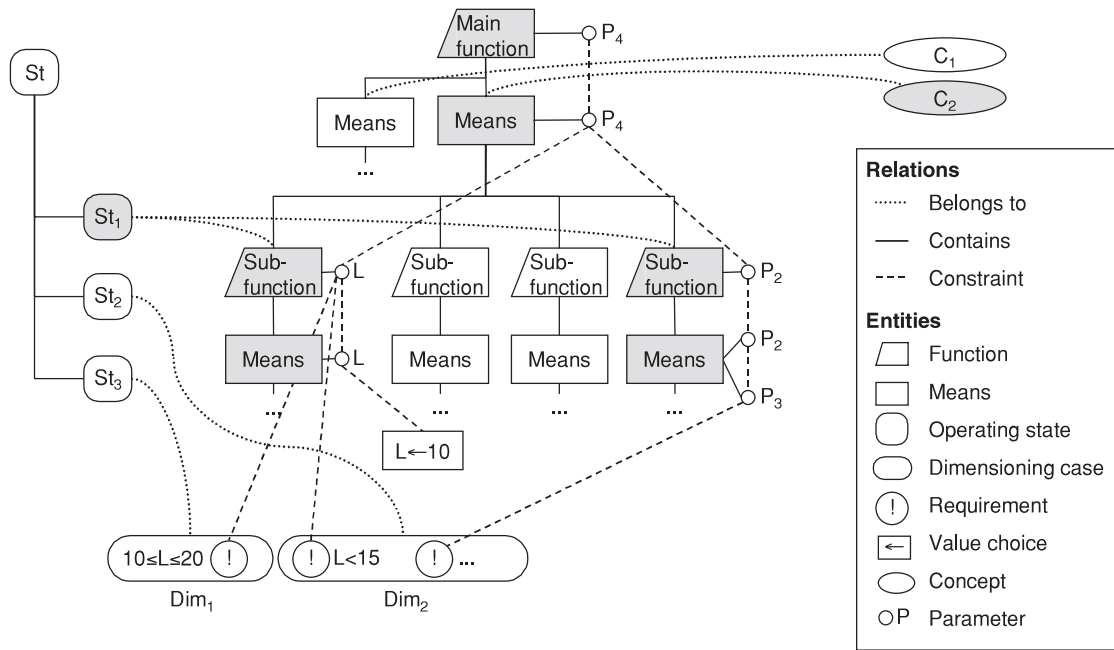 Main
function
P4
St
C1
C2
Means
Means
P4
...
Relations
Belongs to
Contains
Constraint
St1
Sub-
function
L
Sub-
function
Sub-
function
Sub-
function
P2
St2
Means
L
Means
Means
Means
P2
P3
St3
...
...
...
...
L←10
Entities
Function
Means
Operating state
Dimensioning case
! Requirement
← Value choice
Concept
P Parameter
10≤L≤20 !
! L<15 ! ...
Dim1
Dim2